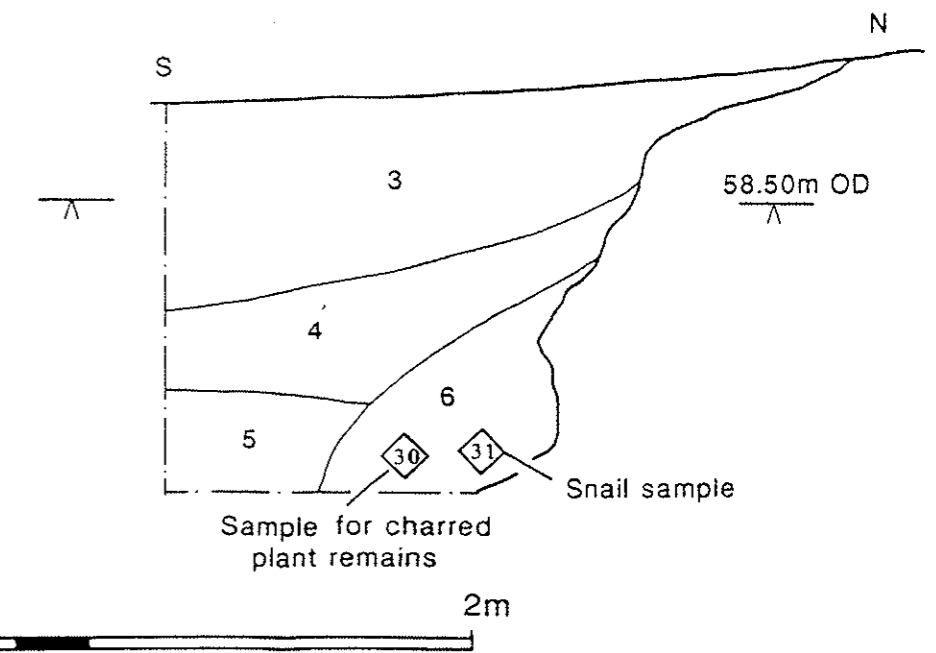 N
S
3
58.50m OD
4
6
5
30
31
Snail sample
Sample for charred
plant remains
2m